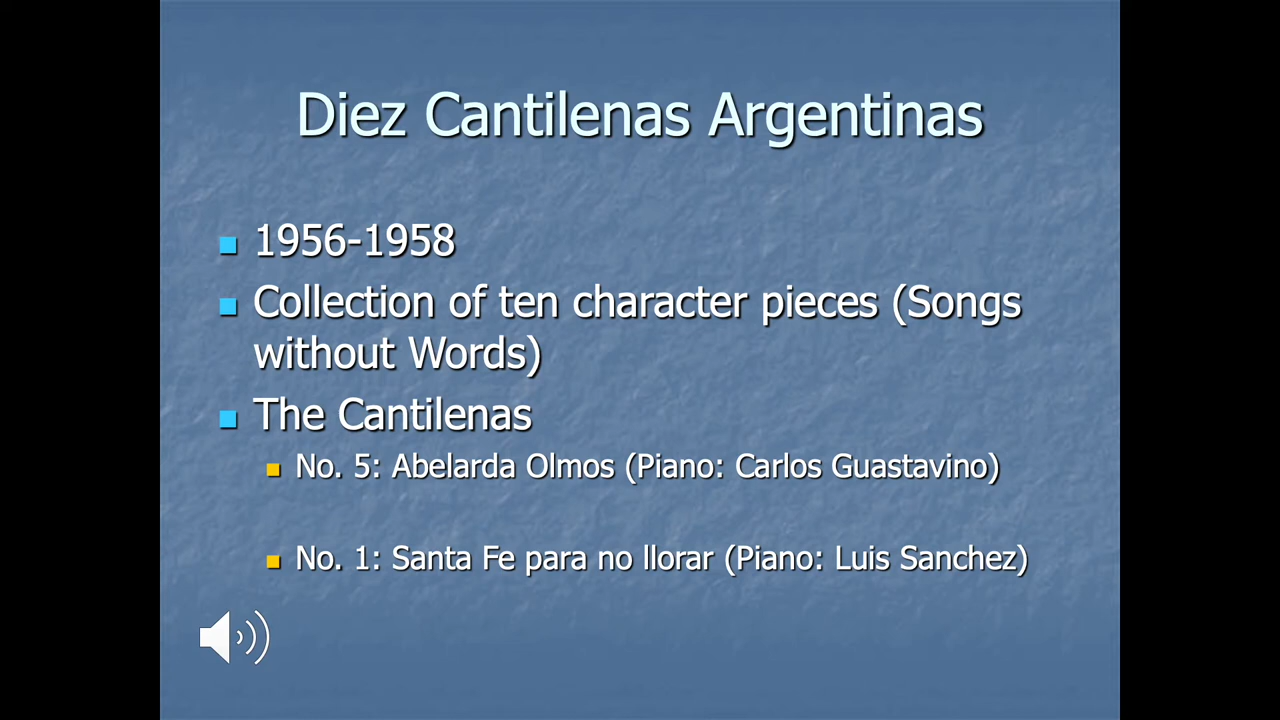 Diez Cantilenas Argentinas
1956-1958
Collection of ten character pieces (Songs
without Words)
The Cantilenas
No. 5: Abelarda Olmos (Piano: Carlos Guastavino)
No. 1: Santa Fe para no llorar (Piano: Luis Sanchez)